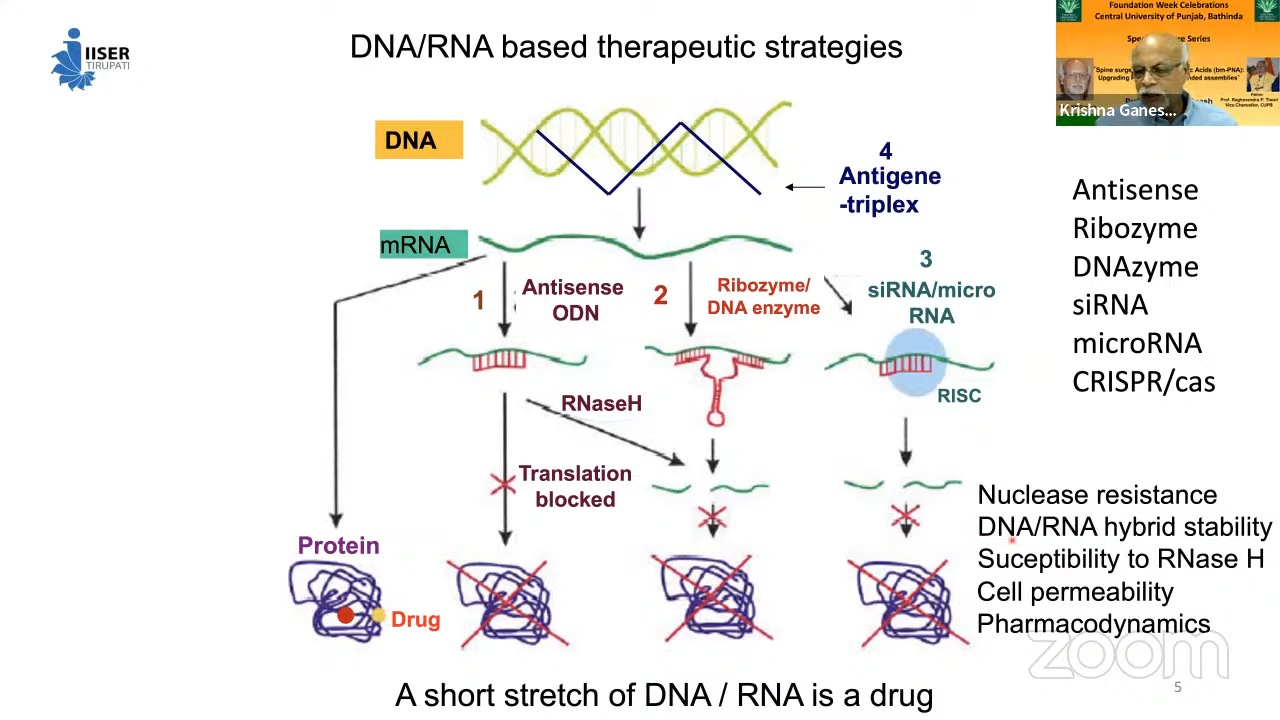 IISER
TIRUPATI
DNA/RNA based therapeutic strategies
Foundation Week Celebrations
Central University of Punjab, Bathinda
Krishna Ganes...
DNA
4
Antigene
-triplex
mRNA
1
Antisense
ODN
2
Ribozyme/
DNA enzyme
3
siRNA/micro
RNA
RISC
RNaseH
Translation
blocked
Protein
Drug
Antisense
Ribozyme
DNAzyme
siRNA
microRNA
CRISPR/cas
Nuclease resistance
DNA/RNA hybrid stability
Suceptibility to RNase H
Cell permeability
Pharmacodynamics
zoom
5
A short stretch of DNA / RNA is a drug